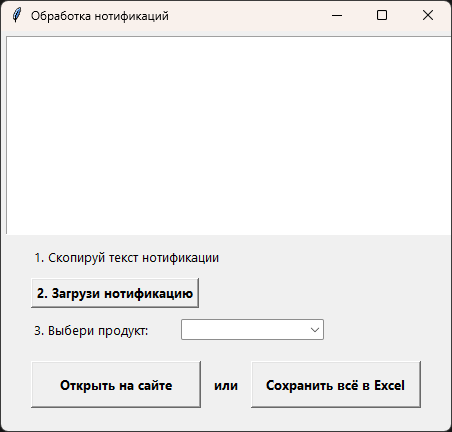 Обработка нотификаций
1. Скопируй текст нотификации
2. Загрузи нотификацию
3. Выбери продукт:
Открыть на сайте или Сохранить всё в Excel